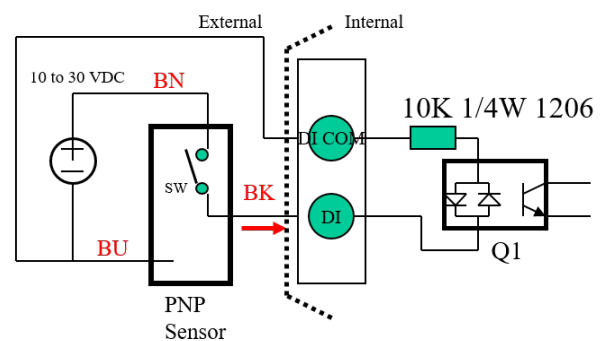 External Internal
10 to 30 VDC
BN
10K 1/4W 1206
DI COM
SW
BK
DI
BU
Q1
PNP
Sensor